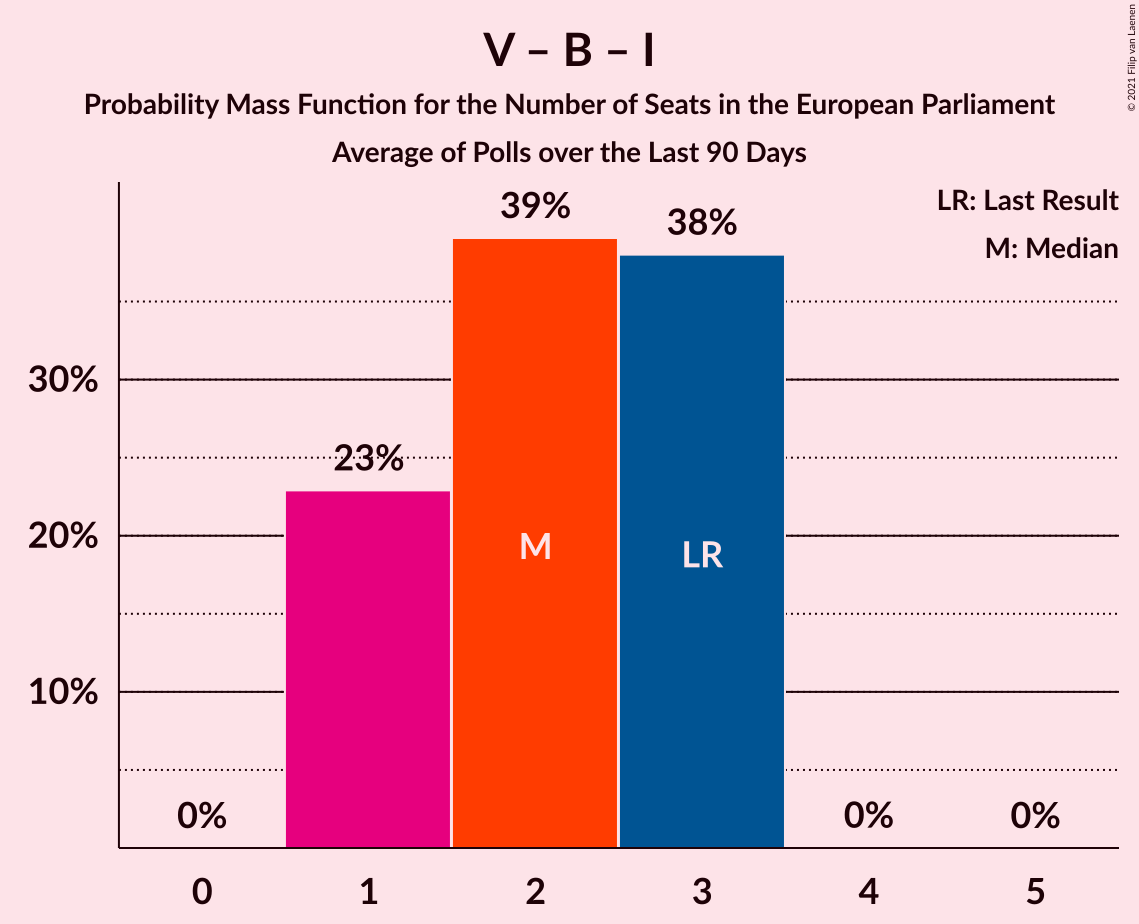 V – B – I
Probability Mass Function for the Number of Seats in the European Parliament
Average of Polls over the Last 90 Days
© 2021 Filip van Laenen
LR: Last Result
M: Median
39%
38%
30%
23%
20%
M
LR
10%
0%
0%
0%
0 1 2 3 4 5